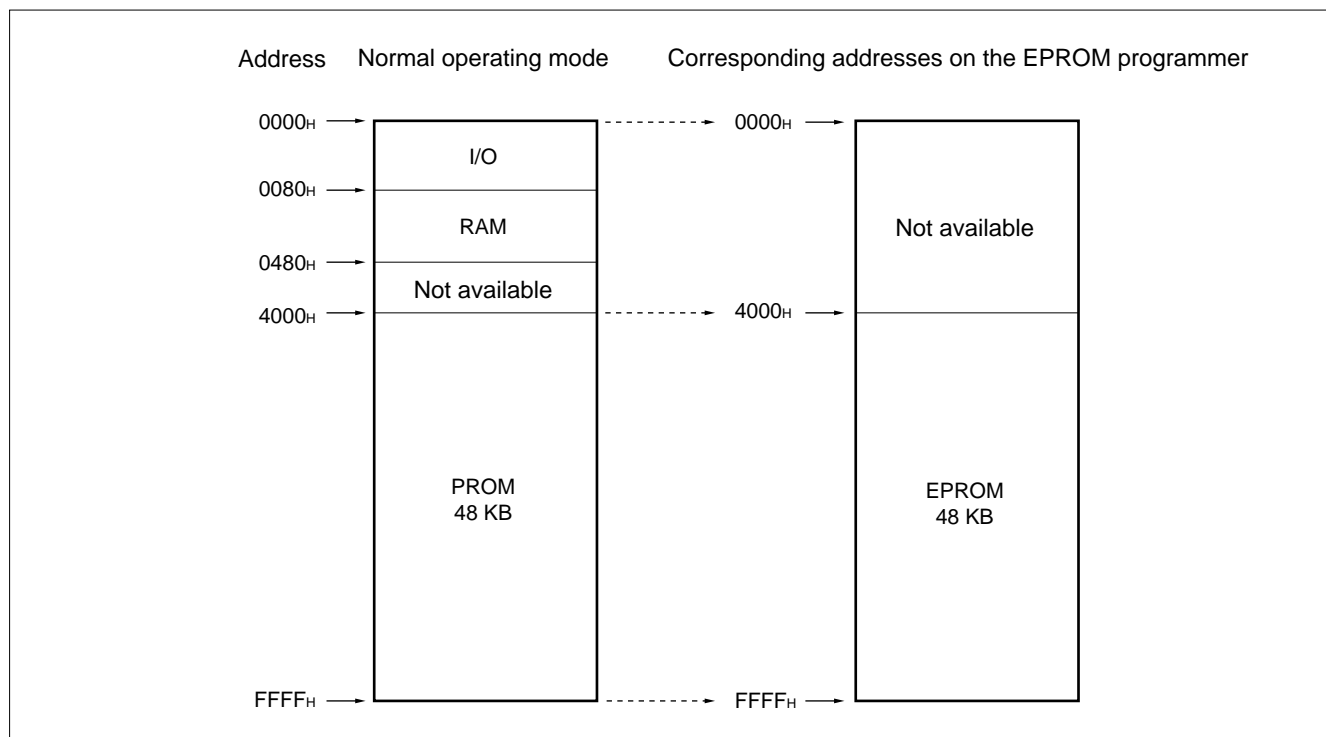 Address Normal operating mode Corresponding addresses on the EPROM programmer
0000H 0000H
I/O
0080H
RAM
Not available
0480H
Not available
4000H 4000H
PROM EPROM
48 KB 48 KB
FFFFH FFFFH